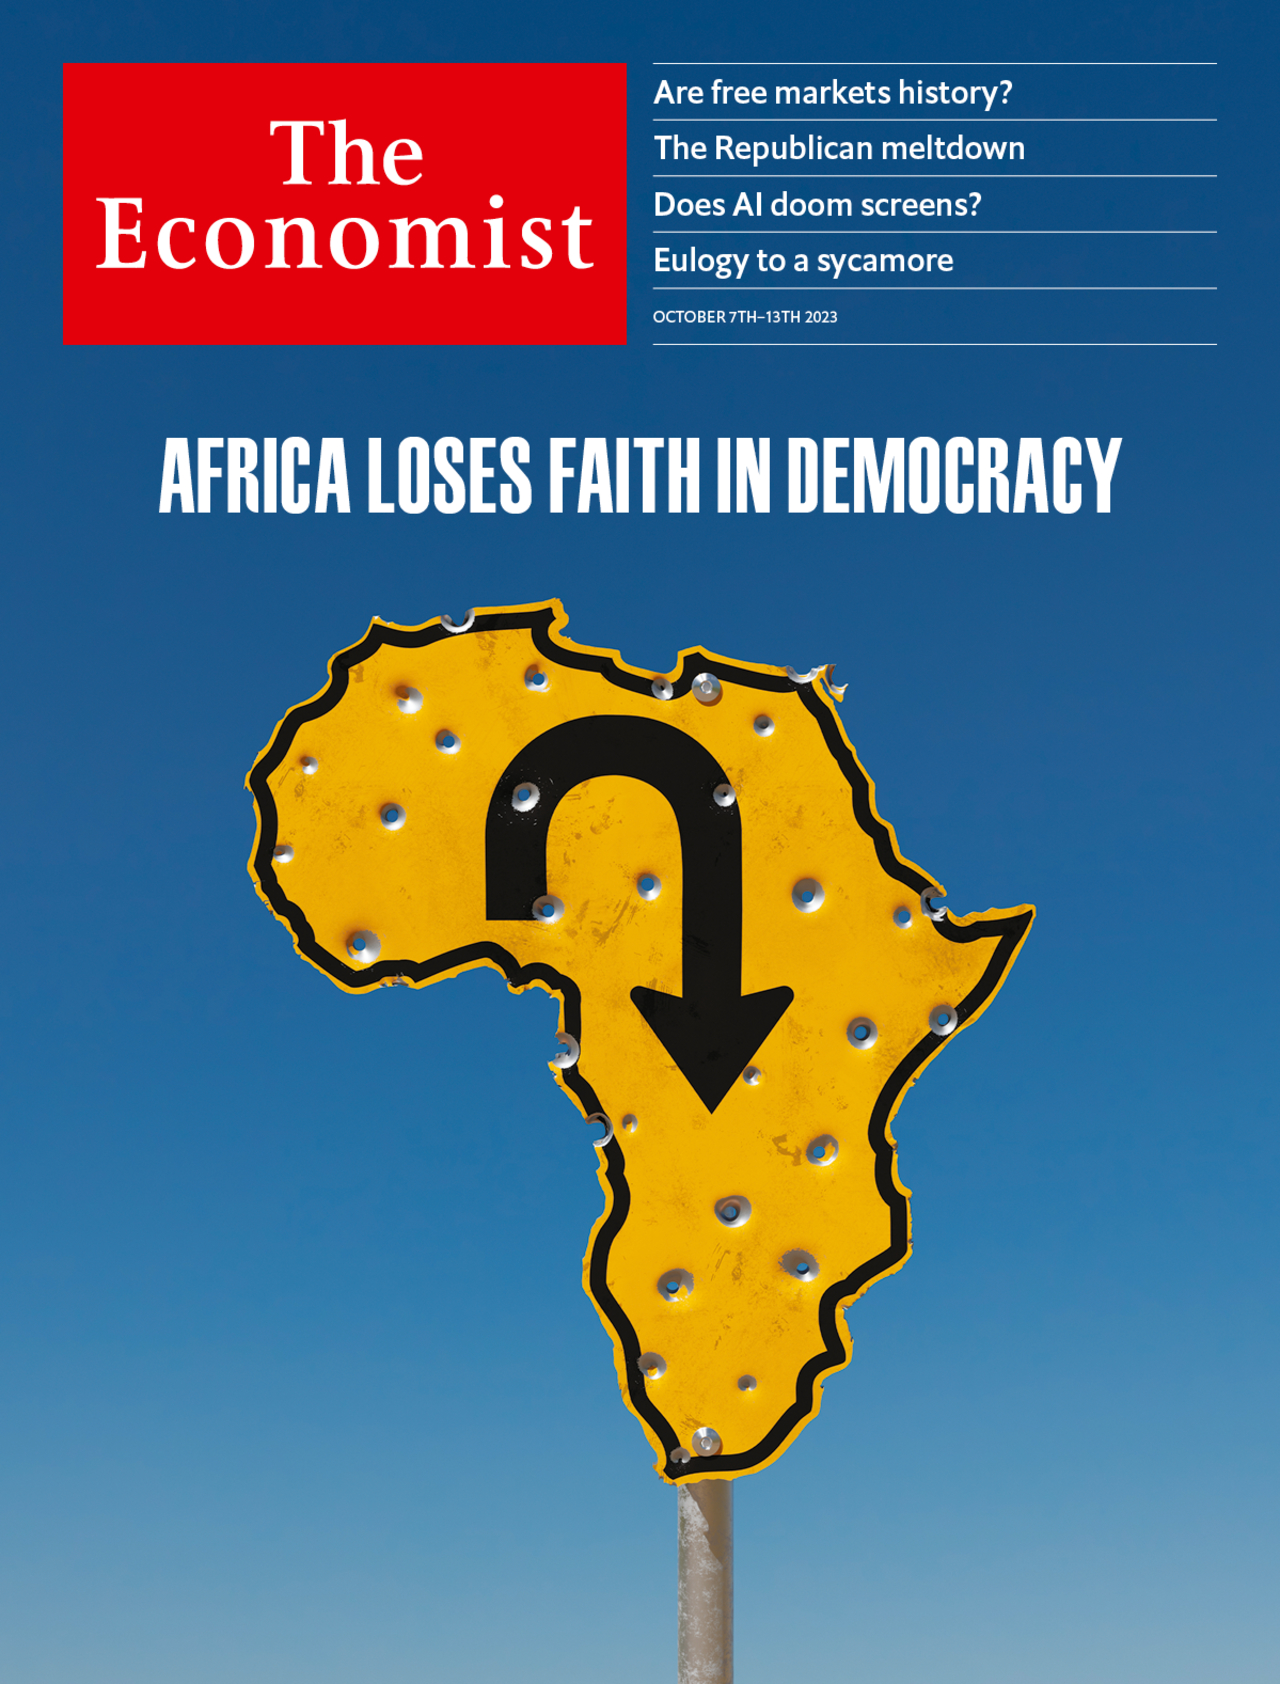 The
Economist
Are free markets history?
The Republican meltdown
Does AI doom screens?
Eulogy to a sycamore
OCTOBER 7TH–13TH 2023
AFRICA LOSES FAITH IN DEMOCRACY